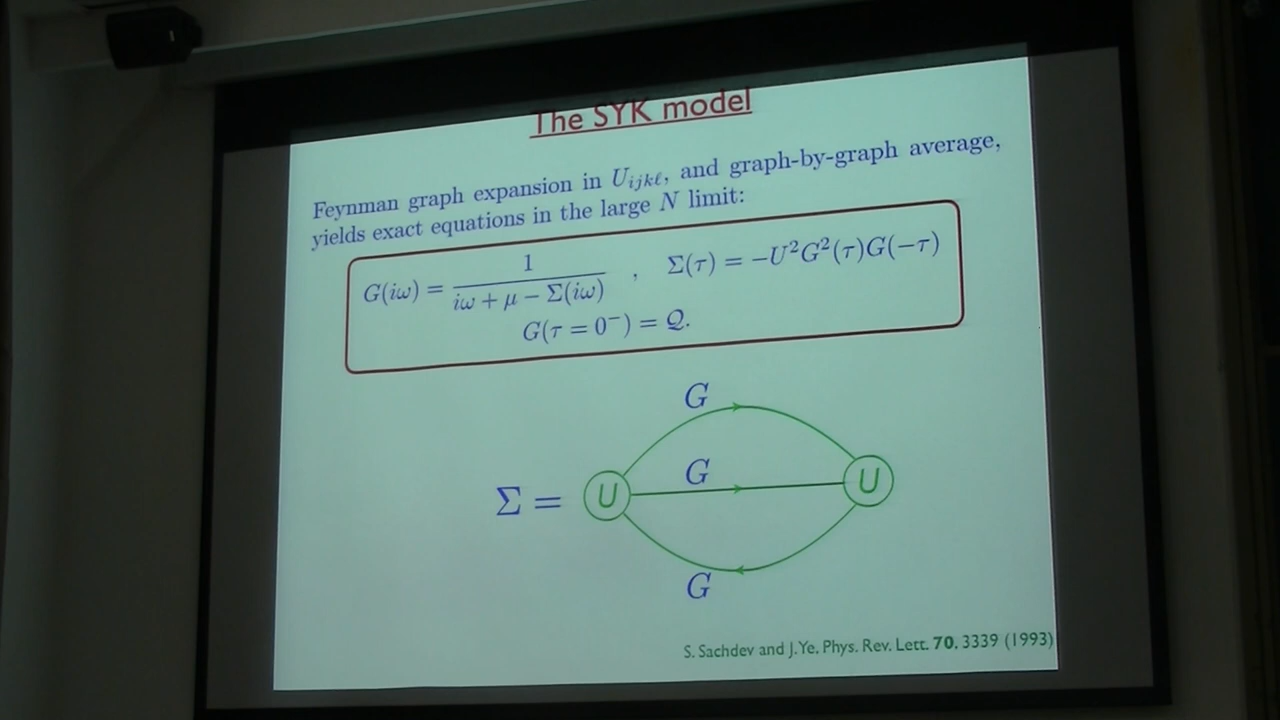 The SYK model
Feynman graph expansion in U_{ijkℓ}, and graph-by-graph average,
yields exact equations in the large N limit:
G(iω) = 1 / (iω + μ − Σ(iω)) , Σ(τ) = −U²G²(τ)G(−τ)
G(τ = 0⁻) = Q.
G
G
Σ = U U
G
S. Sachdev and J. Ye, Phys. Rev. Lett. 70, 3339 (1993)